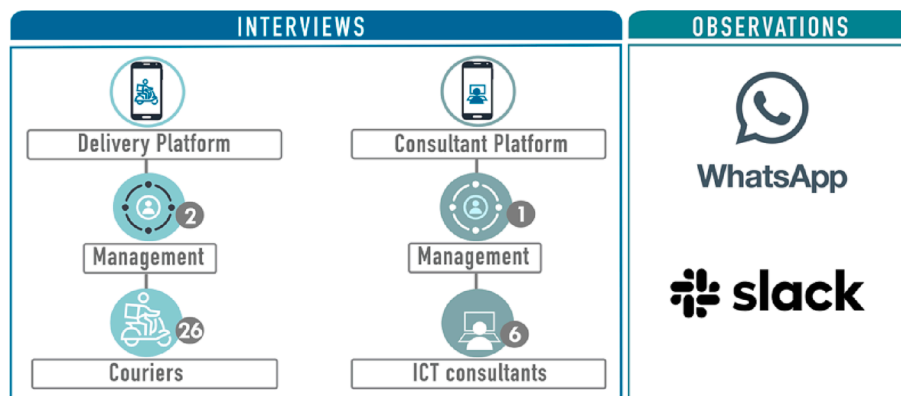 INTERVIEWS
OBSERVATIONS
Delivery Platform
Consultant Platform
WhatsApp
2
1
Management
Management
slack
26
6
Couriers
ICT consultants